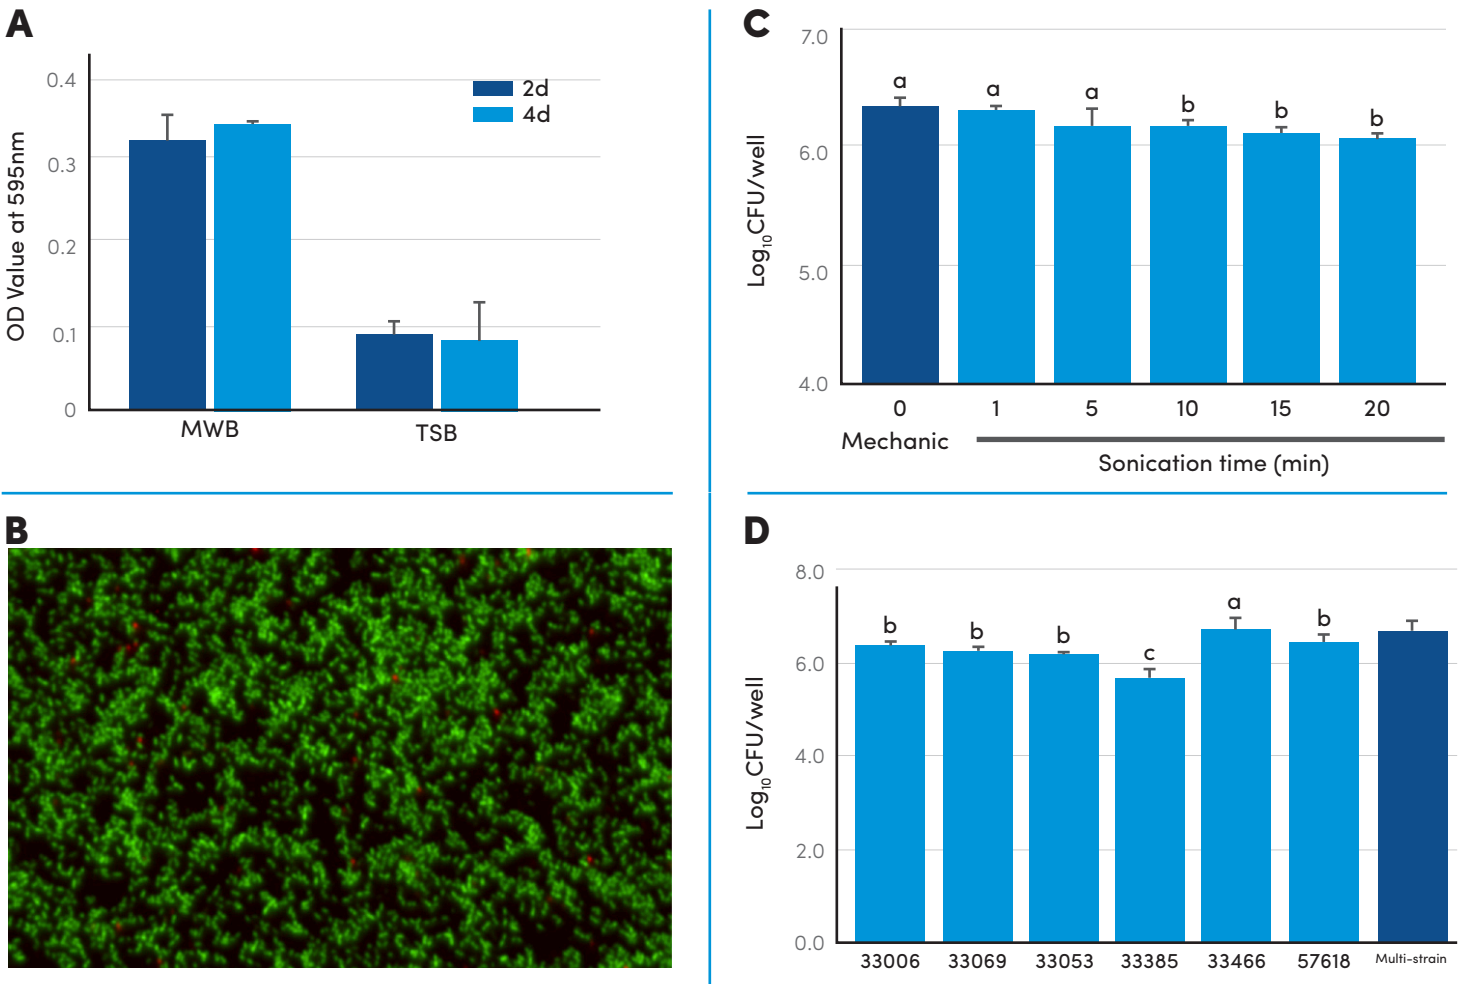 A
OD Value at 595nm
0.4
0.3
0.2
0.1
0
2d
4d
MWB
TSB
B
C
Log10CFU/well
7.0
6.0
5.0
4.0
a
a
a
b
b
b
0
1
5
10
15
20
Mechanic
Sonication time (min)
D
Log10CFU/well
8.0
6.0
4.0
2.0
0.0
b
b
b
c
a
b
33006
33069
33053
33385
33466
57618
Multi-strain